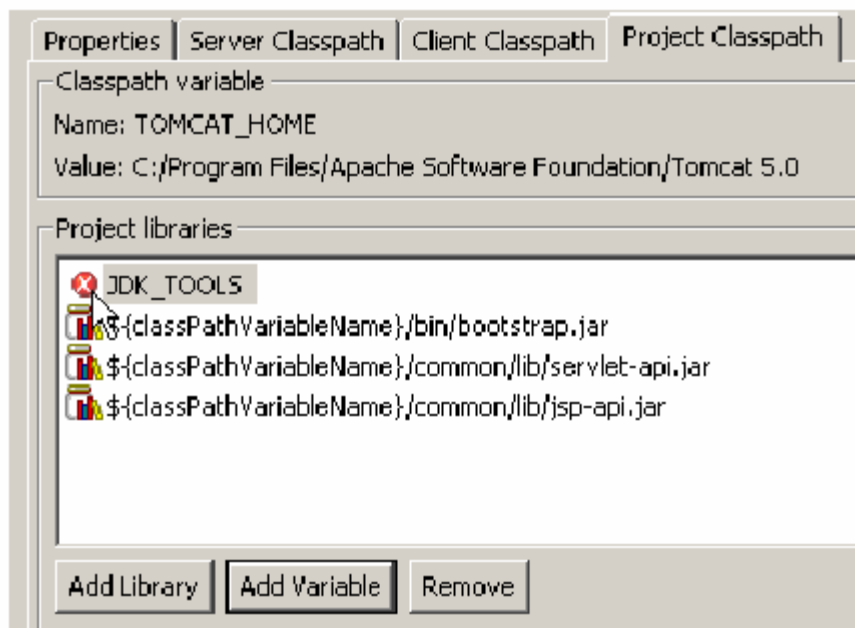 Properties Server Classpath Client Classpath Project Classpath
Classpath variable
Name: TOMCAT_HOME
Value: C:/Program Files/Apache Software Foundation/Tomcat 5.0
Project libraries
JDK_TOOLS
${classPathVariableName}/bin/bootstrap.jar
${classPathVariableName}/common/lib/servlet-api.jar
${classPathVariableName}/common/lib/jsp-api.jar
Add Library Add Variable Remove